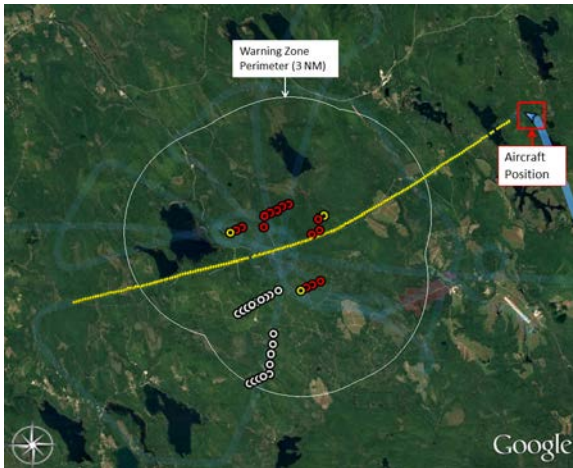 Warning Zone
Perimeter (3 NM)
Aircraft
Position
Google